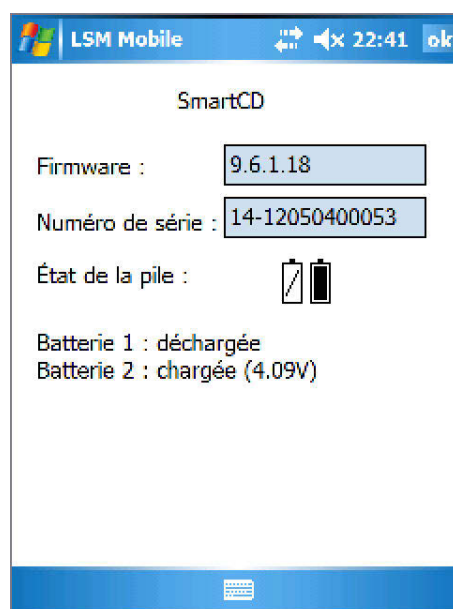 LSM Mobile 22:41 ok
SmartCD
Firmware : 9.6.1.18
Numéro de série : 14-12050400053
État de la pile :
Batterie 1 : déchargée
Batterie 2 : chargée (4.09V)